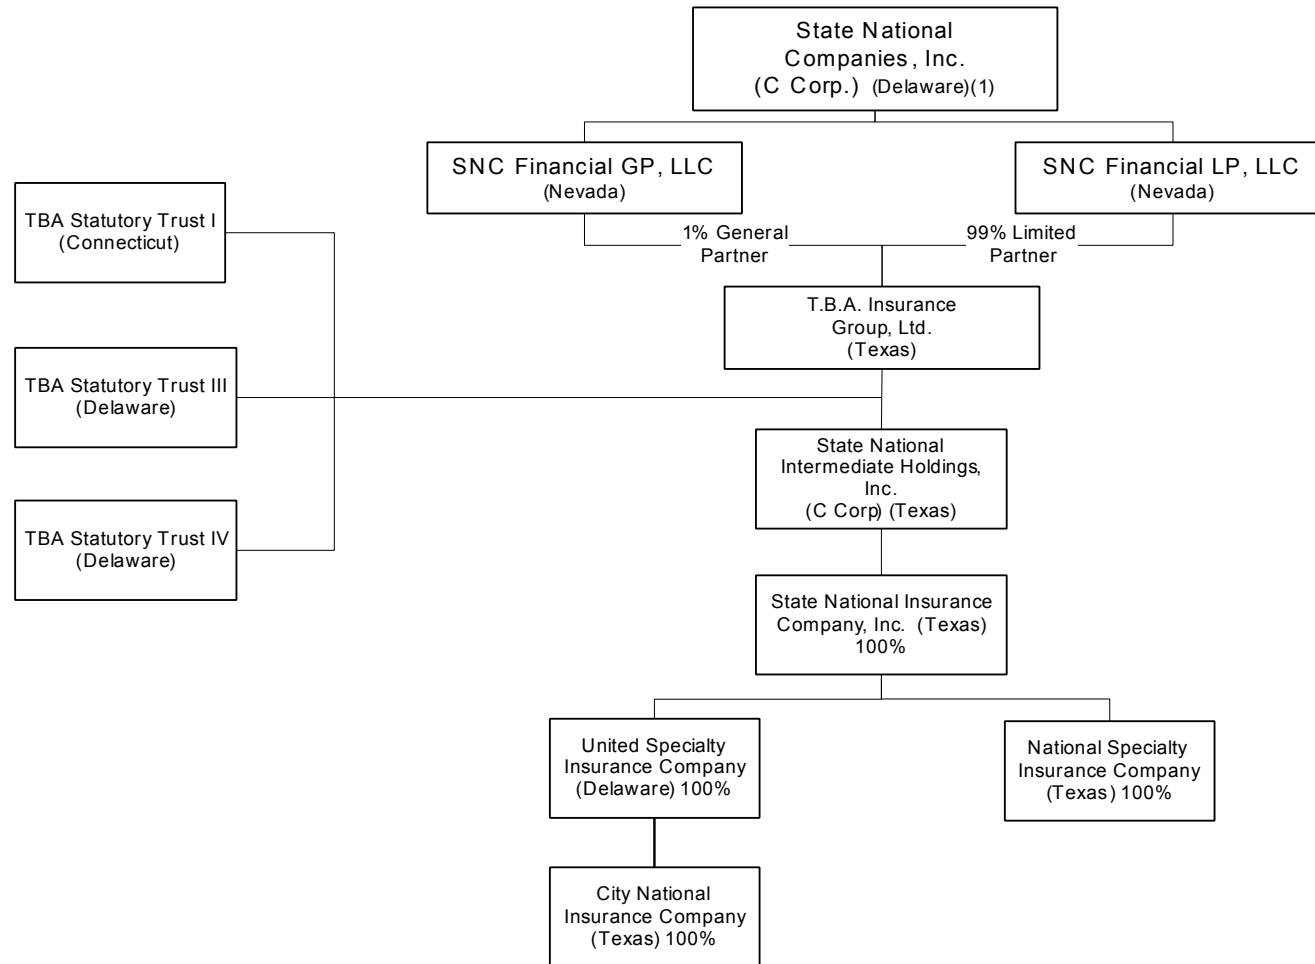 State National
Companies, Inc.
(C Corp.) (Delaware)(1)
SNC Financial GP, LLC
(Nevada)
SNC Financial LP, LLC
(Nevada)
TBA Statutory Trust I
(Connecticut)
1% General
Partner
99% Limited
Partner
T.B.A. Insurance
Group, Ltd.
(Texas)
TBA Statutory Trust III
(Delaware)
State National
Intermediate Holdings,
Inc.
(C Corp) (Texas)
TBA Statutory Trust IV
(Delaware)
State National Insurance
Company, Inc. (Texas)
100%
United Specialty
Insurance Company
(Delaware) 100%
National Specialty
Insurance Company
(Texas) 100%
City National
Insurance Company
(Texas) 100%